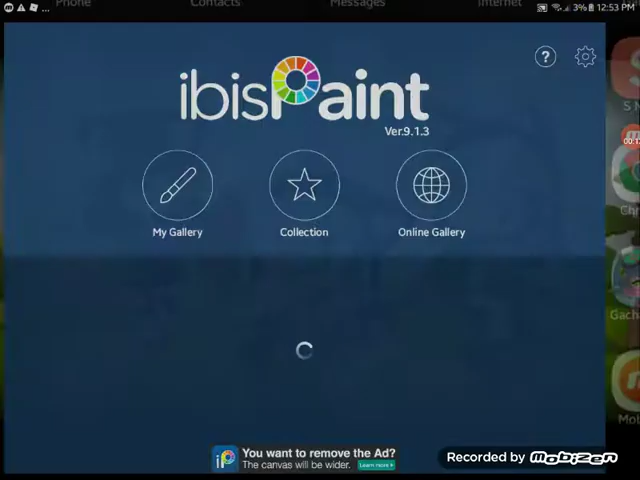 Phone Contacts Messages Internet
... 3% 12:53 PM
?
ibisPaint
Ver.9.1.3
My Gallery Collection Online Gallery
You want to remove the Ad?
The canvas will be wider. Learn more
iP
Recorded by Mobizen